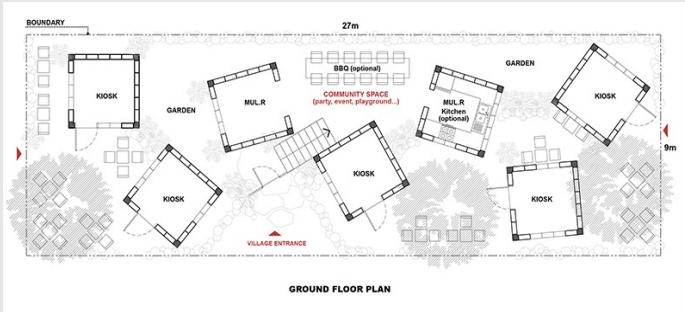 BOUNDARY
27m
GARDEN
BBQ (optional)
COMMUNITY SPACE
(party, event, playground...)
KIOSK
GARDEN
MUL.R
MUL.R
Kitchen
(optional)
KIOSK
9m
KIOSK
KIOSK
KIOSK
VILLAGE ENTRANCE
GROUND FLOOR PLAN